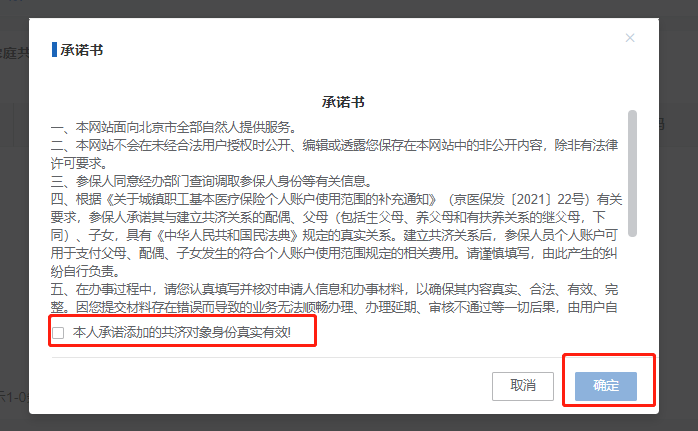 承诺书
承诺书
一、本网站面向北京市全部自然人提供服务。
二、本网站不会在未经合法用户授权时公开、编辑或透露您保存在本网站中的非公开内容，除非有法律
许可要求。
三、参保人同意经办部门查询调取参保人身份等有关信息。
四、根据《关于城镇职工基本医疗保险个人账户使用范围的补充通知》（京医保发〔2021〕22号）有关
要求，参保人承诺其与建立共济关系的配偶、父母（包括生父母、养父母和有扶养关系的继父母，下
同）、子女，具有《中华人民共和国民法典》规定的真实关系。建立共济关系后，参保人员个人账户可
用于支付父母、配偶、子女发生的符合个人账户使用范围规定的相关费用。请谨慎填写，由此产生的纠
纷自行负责。
五、在办事过程中，请您认真填写并核对申请人信息和办事材料，以确保其内容真实、合法、有效、完
整。因您提交材料存在错误而导致的业务无法顺畅办理、办理延期、审核不通过等一切后果，由用户自
本人承诺添加的共济对象身份真实有效!
取消
确定